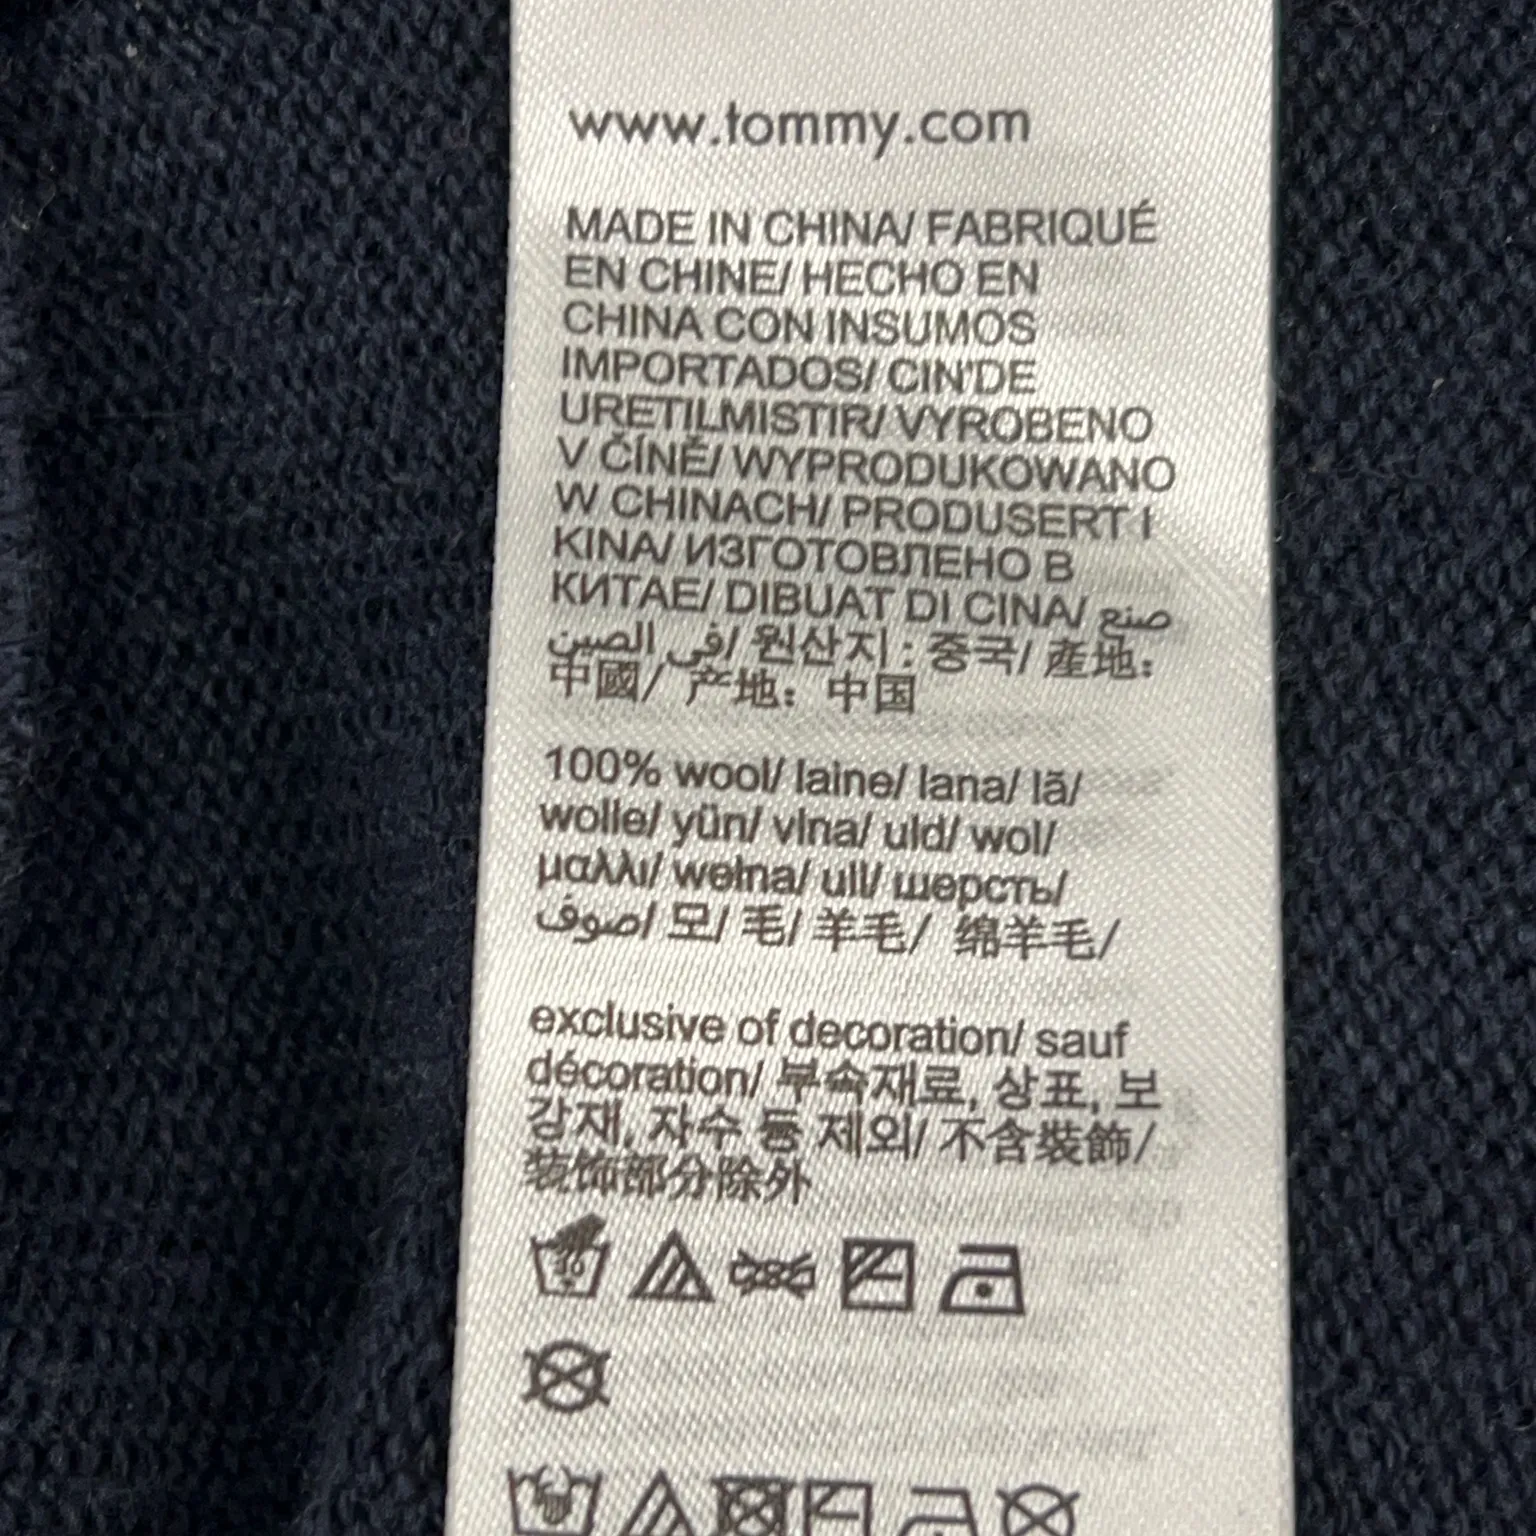 www.tommy.com
MADE IN CHINA/ FABRIQUÉ
EN CHINE/ HECHO EN
CHINA CON INSUMOS
IMPORTADOS/ CIN'DE
URETILMISTIR/ VYROBENO
V ČÍNĚ/ WYPRODUKOWANO
W CHINACH/ PRODUSERT I
KINA/ ИЗГОТОВЛЕНО В
КИТАЕ/ DIBUAT DI CINA/ صنع
في الصين/ 원산지 : 중국/ 產地：
中國/ 产地：中国
100% wool/ laine/ lana/ lã/
wolle/ yün/ vlna/ uld/ wol/
μαλλι/ wełna/ ull/ шерсть/
صوف/ 모/ 毛/ 羊毛/ 绵羊毛/
exclusive of decoration/ sauf
décoration/ 부속재료, 상표, 보
강재, 자수 등 제외/ 不含裝飾/
装饰部分除外
30